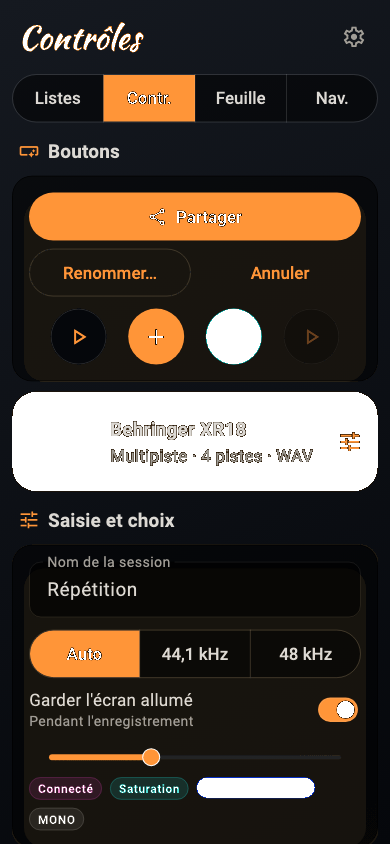 Contrôles
Listes
Contr.
Feuille
Nav.
Boutons
Partager
Renommer…
Annuler
Behringer XR18
Multipiste · 4 pistes · WAV
Saisie et choix
Nom de la session
Répétition
Auto
44,1 kHz
48 kHz
Garder l'écran allumé
Pendant l'enregistrement
Connecté
Saturation
MONO